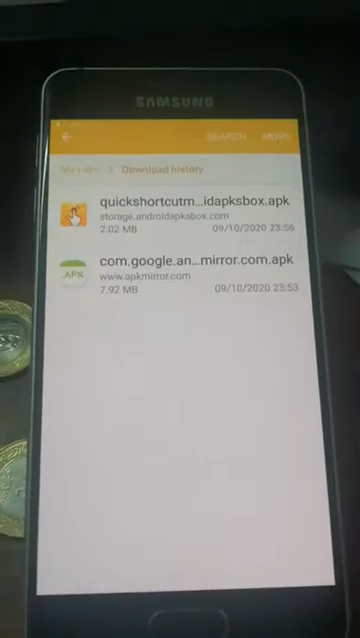 SAMSUNG
SEARCH MORE
My Files > Download history
quickshortcutm...idapksbox.apk
storage.androidapksbox.com
2.02 MB 09/10/2020 23:56
com.google.an...mirror.com.apk
.APK
www.apkmirror.com
7.92 MB 09/10/2020 23:53